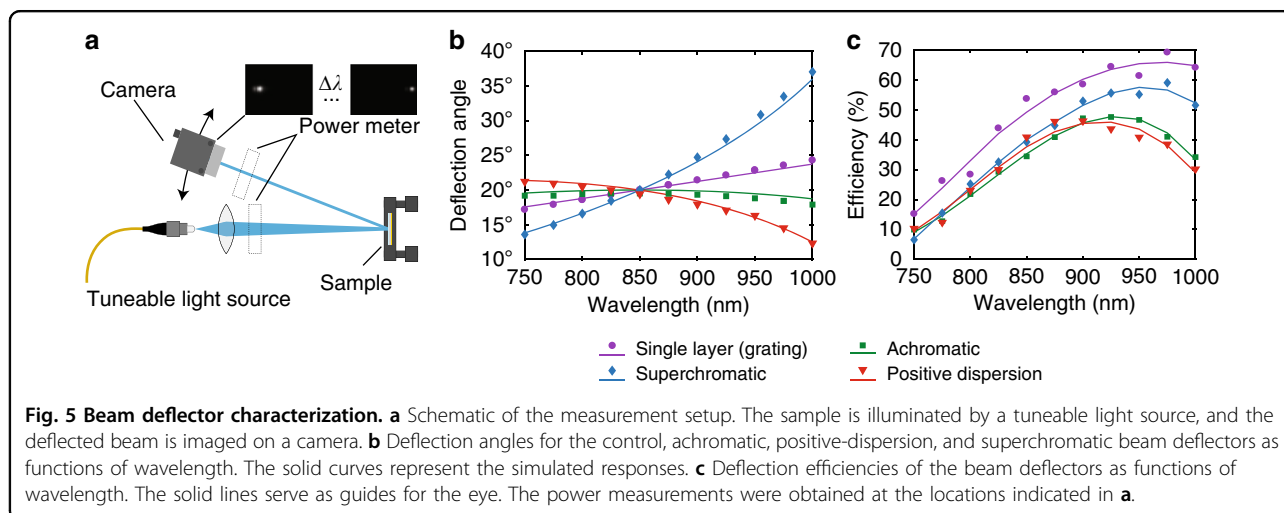 a
Camera
Δλ
...
Power meter
Sample
Tuneable light source
b
Deflection angle
40°
35°
30°
25°
20°
15°
10°
750 800 850 900 950 1000
Wavelength (nm)
c
Efficiency (%)
70
60
50
40
30
20
10
0
750 800 850 900 950 1000
Wavelength (nm)
Single layer (grating)
Achromatic
Superchromatic
Positive dispersion
Fig. 5 Beam deflector characterization. a Schematic of the measurement setup. The sample is illuminated by a tuneable light source, and the
deflected beam is imaged on a camera. b Deflection angles for the control, achromatic, positive-dispersion, and superchromatic beam deflectors as
functions of wavelength. The solid curves represent the simulated responses. c Deflection efficiencies of the beam deflectors as functions of
wavelength. The solid lines serve as guides for the eye. The power measurements were obtained at the locations indicated in a.